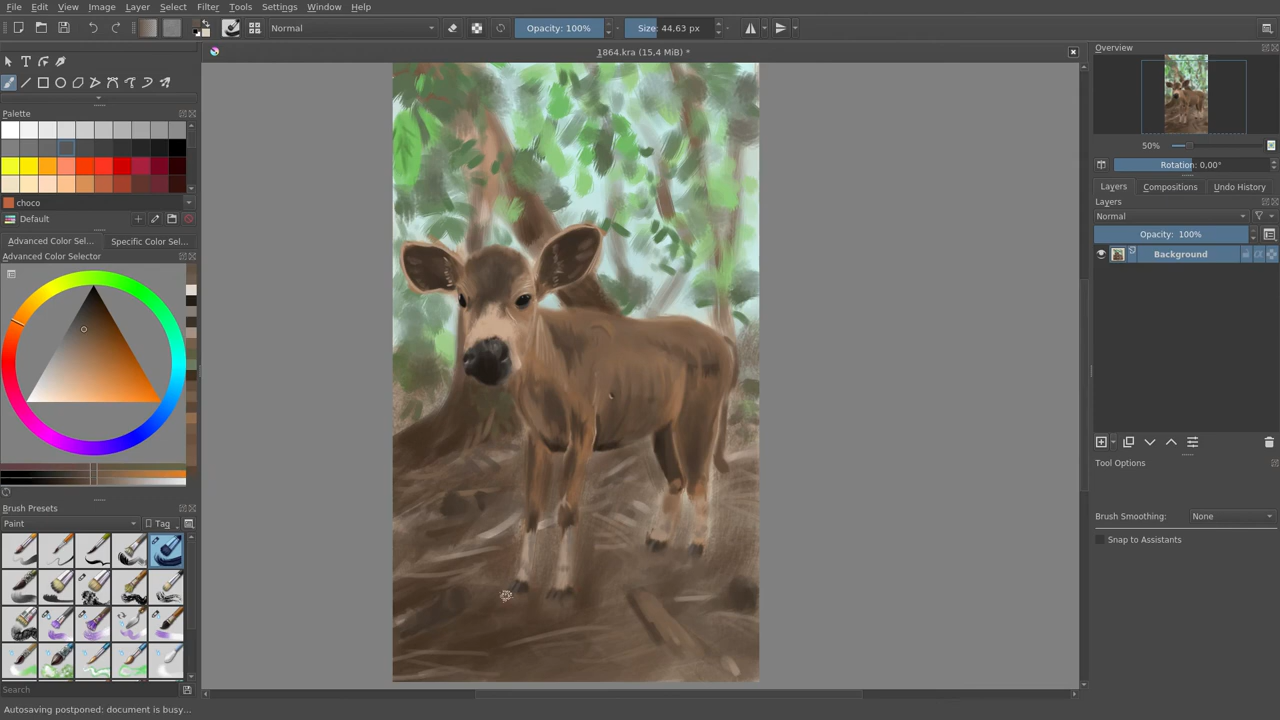 File Edit View Image Layer Select Filter Tools Settings Window Help
Normal Opacity: 100% Size: 44.63 px
1864.kra (15,4 MiB) *
Overview
Palette
50%
Rotation: 0,00°
Layers Compositions Undo History
Layers
choco
Normal
Default
Opacity: 100%
Advanced Color Sel... Specific Color Sel...
Background
Advanced Color Selector
Tool Options
Brush Presets
Brush Smoothing: None
Paint Tag
Snap to Assistants
Search
Autosaving postponed: document is busy...